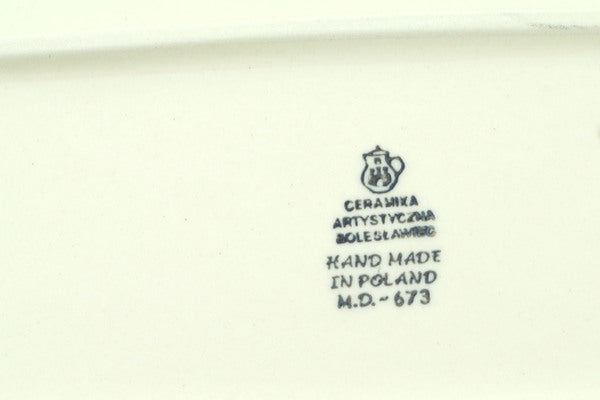 CERAMIKA
ARTYSTYCZNA
BOLESŁAWIEC
HAND MADE
IN POLAND
M.D.-673